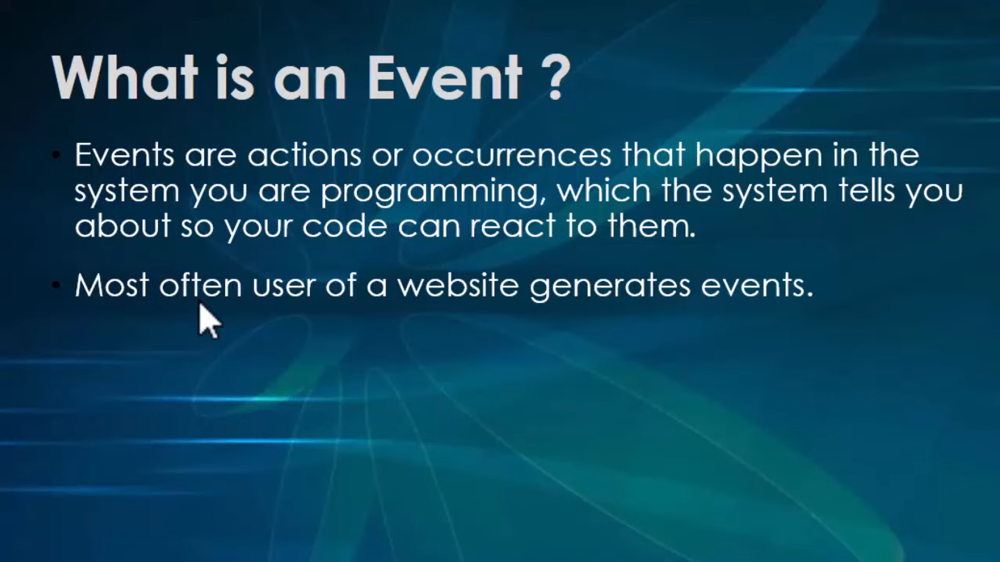 What is an Event ?
• Events are actions or occurrences that happen in the
system you are programming, which the system tells you
about so your code can react to them.
• Most often user of a website generates events.